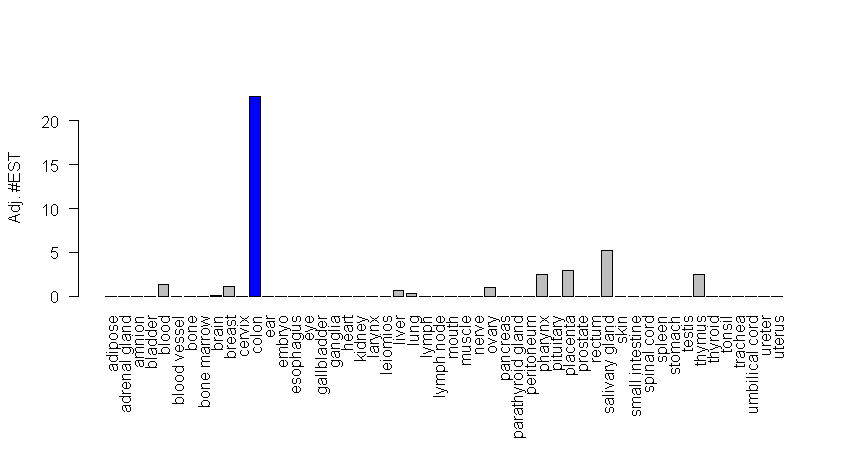 Adj. #EST
20
15
10
5
0
adipose
adrenal gland
amnion
bladder
blood
blood vessel
bone
bone marrow
brain
breast
cervix
colon
ear
embryo
esophagus
eye
gallbladder
ganglia
heart
kidney
larynx
leiomios
liver
lung
lymph
lymph node
mouth
muscle
nerve
ovary
pancreas
parathyroid gland
peritoneum
pharynx
pituitary
placenta
prostate
rectum
salivary gland
skin
small intestine
spinal cord
spleen
stomach
testis
thymus
thyroid
tonsil
trachea
umbilical cord
ureter
uterus